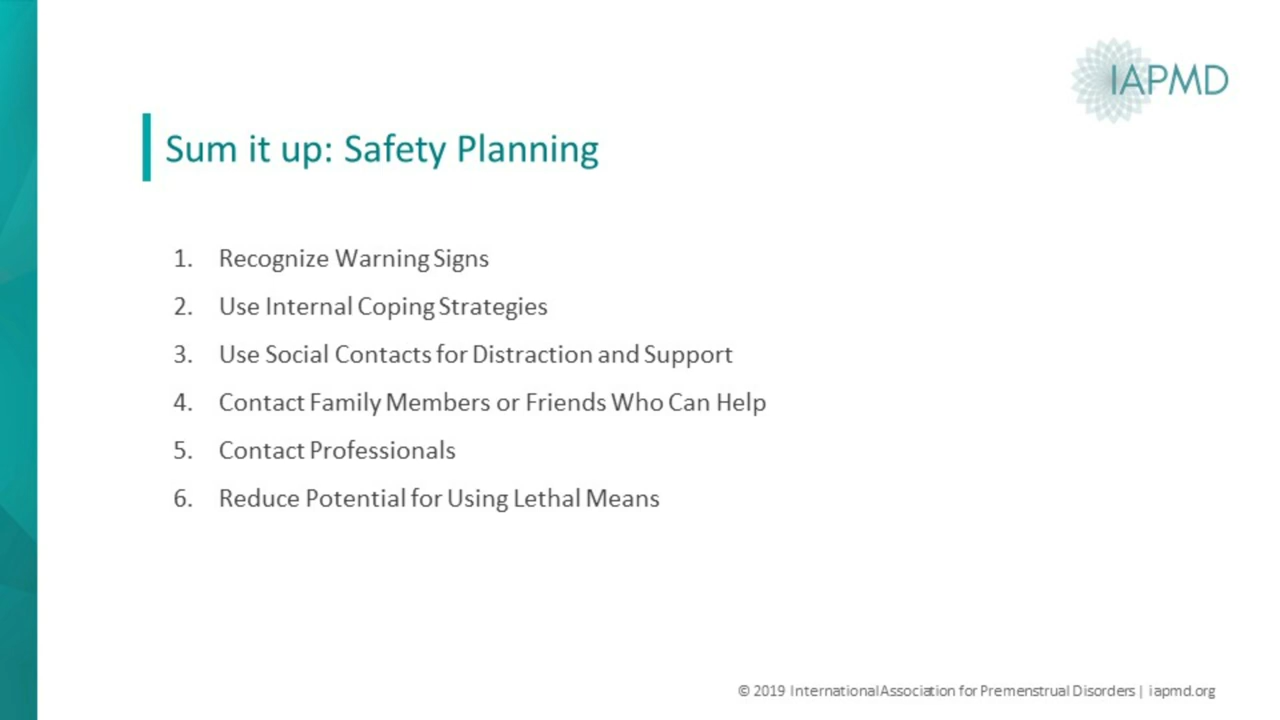 IAPMD
Sum it up: Safety Planning
1. Recognize Warning Signs
2. Use Internal Coping Strategies
3. Use Social Contacts for Distraction and Support
4. Contact Family Members or Friends Who Can Help
5. Contact Professionals
6. Reduce Potential for Using Lethal Means
© 2019 International Association for Premenstrual Disorders | iapmd.org